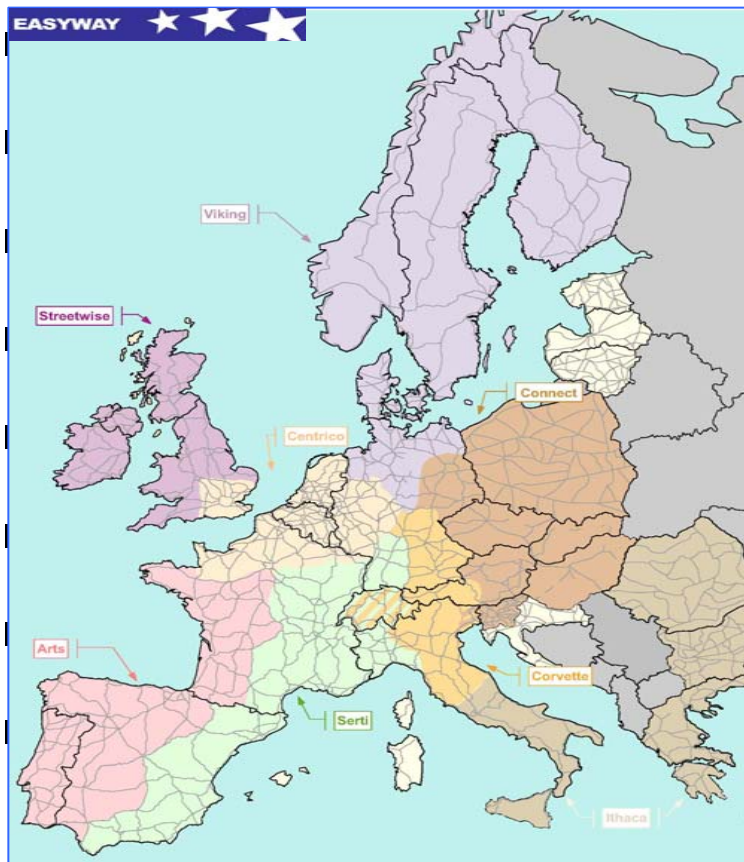 EASYWAY
Viking
Streetwise
Connect
Centrico
Arts
Corvette
Serti
Ithaca